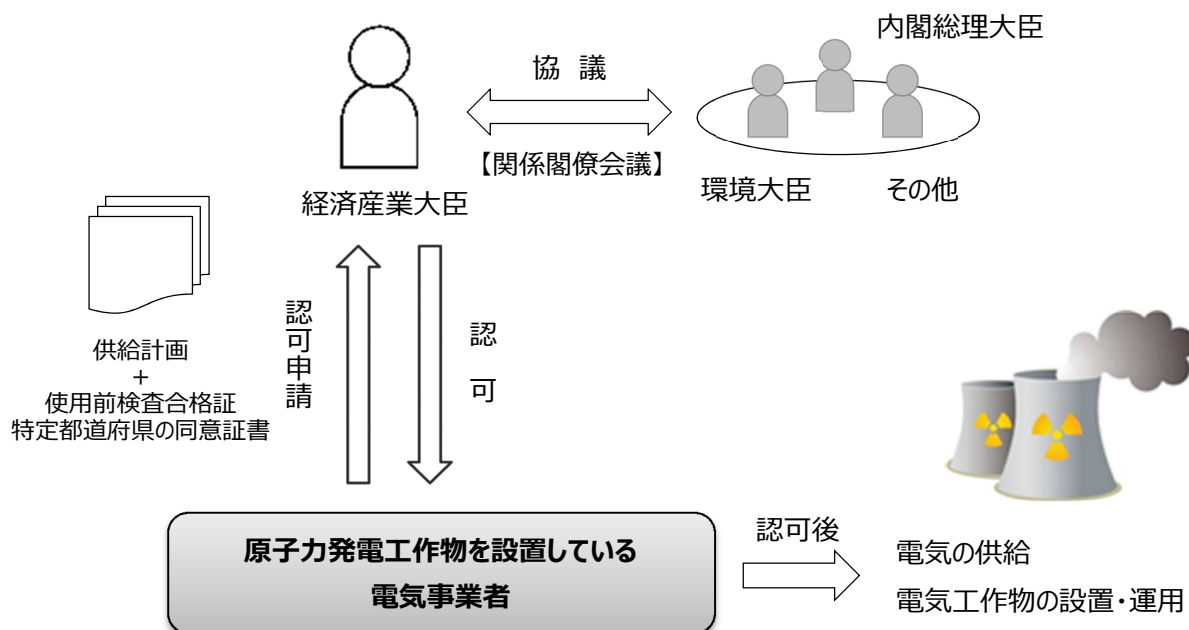 内閣総理大臣
協 議
【関係閣僚会議】
環境大臣
その他
経済産業大臣
供給計画
+
使用前検査合格証
特定都道府県の同意証書
認可申請
認 可
原子力発電工作物を設置している
電気事業者
認可後
電気の供給
電気工作物の設置・運用